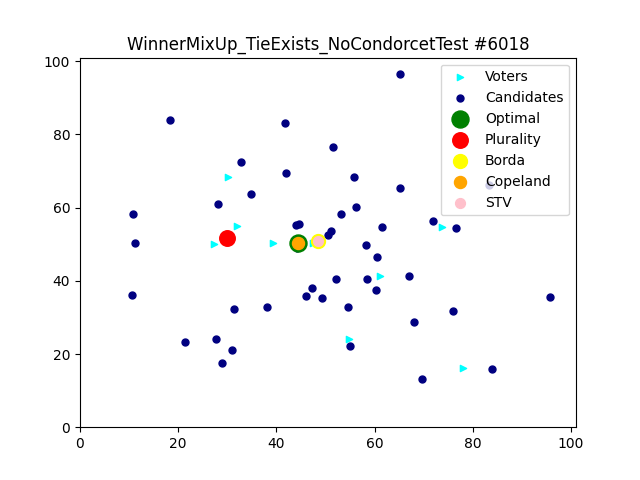 WinnerMixUp_TieExists_NoCondorcetTest #6018
100
80
60
40
20
0
0 20 40 60 80 100
Voters
Candidates
Optimal
Plurality
Borda
Copeland
STV